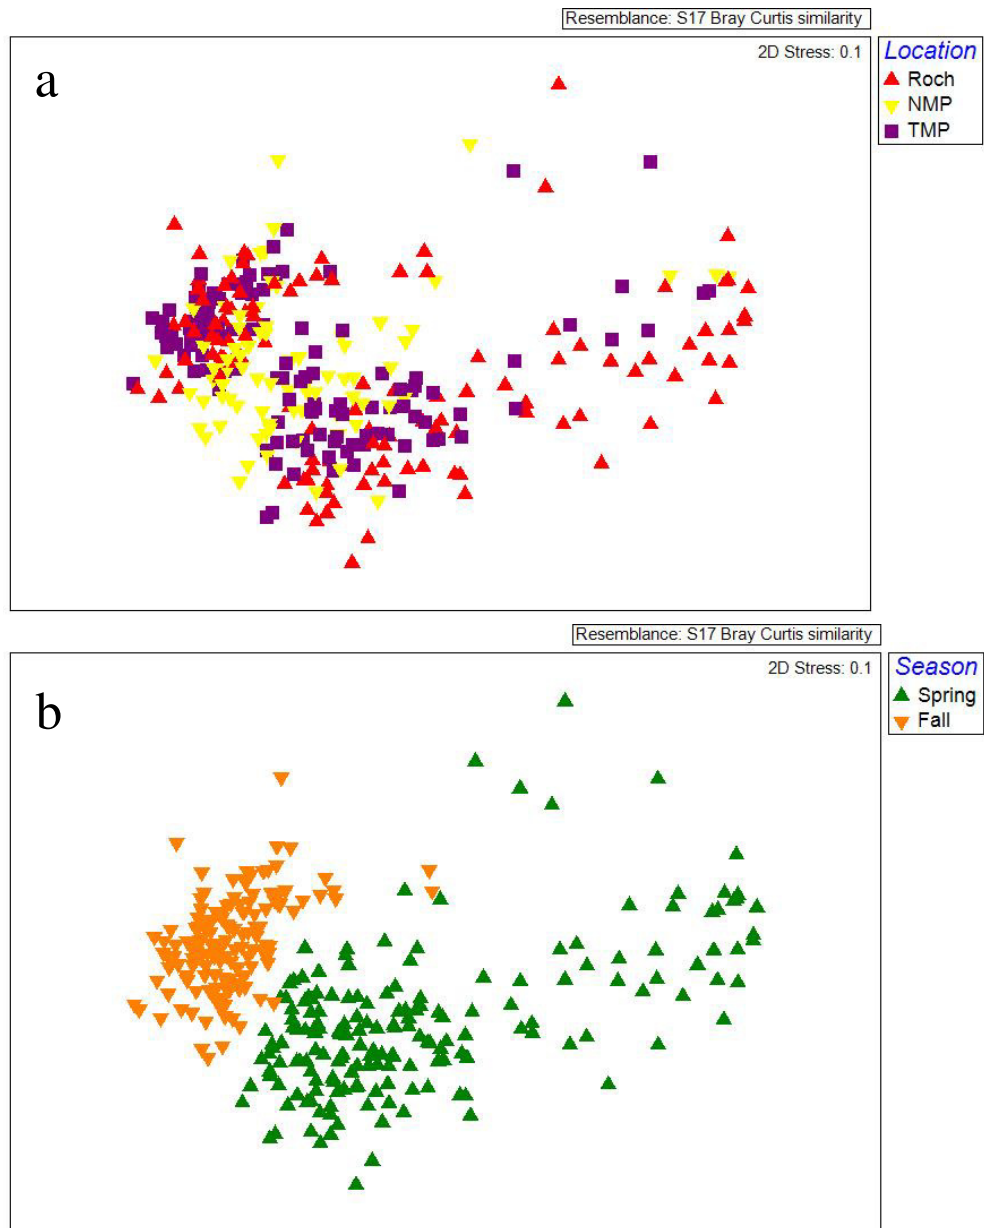 Resemblance: S17 Bray Curtis similarity
a
2D Stress: 0.1
Location
Roch
NMP
TMP
Resemblance: S17 Bray Curtis similarity
b
2D Stress: 0.1
Season
Spring
Fall